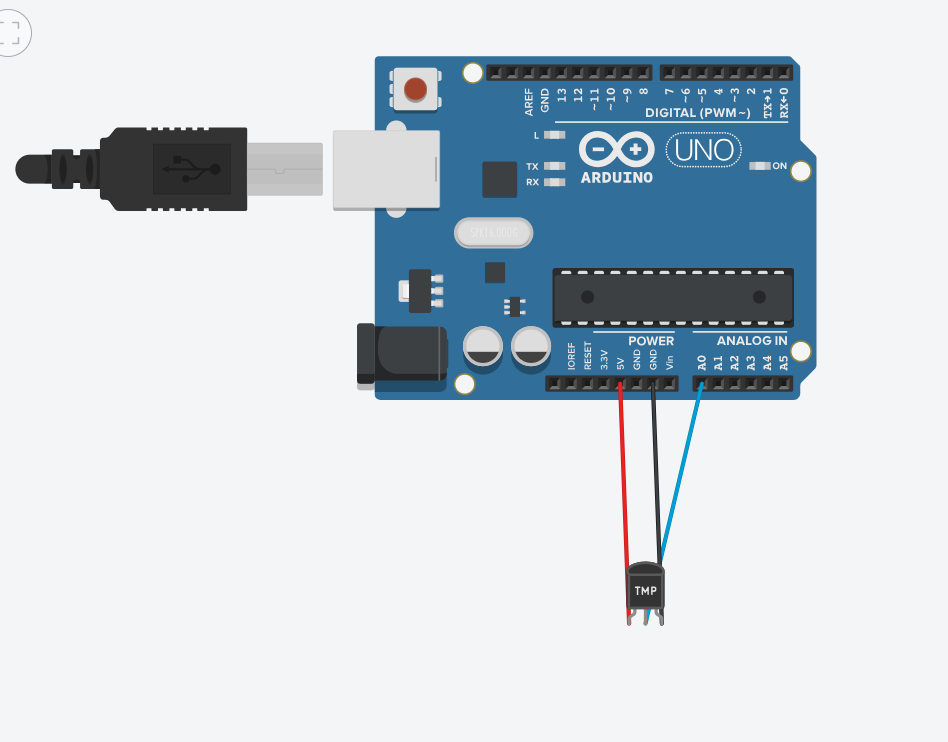 AREF
GND
13
12
~11
~10
~9
8
7
~6
~5
4
~3
2
TX→1
RX←0
DIGITAL (PWM~)
L
TX
RX
ARDUINO
UNO
ON
POWER
ANALOG IN
IOREF
RESET
3.3V
5V
GND
GND
Vin
A0
A1
A2
A3
A4
A5
TMP